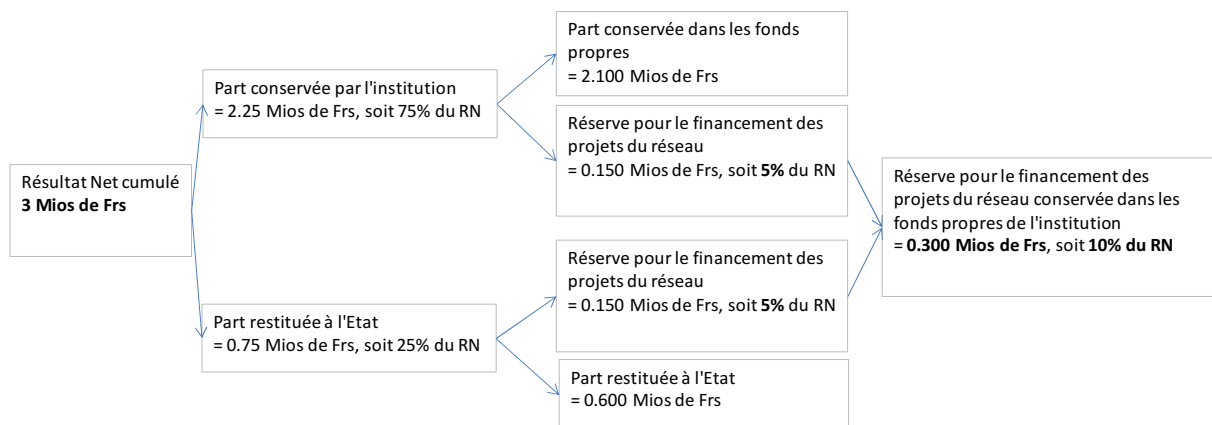 Résultat Net cumulé
3 Mios de Frs
Part conservée par l'institution
= 2.25 Mios de Frs, soit 75% du RN
Part restituée à l'Etat
= 0.75 Mios de Frs, soit 25% du RN
Part conservée dans les fonds
propres
= 2.100 Mios de Frs
Réserve pour le financement des
projets du réseau
= 0.150 Mios de Frs, soit 5% du RN
Réserve pour le financement des
projets du réseau
= 0.150 Mios de Frs, soit 5% du RN
Part restituée à l'Etat
= 0.600 Mios de Frs
Réserve pour le financement des
projets du réseau conservée dans les
fonds propres de l'institution
= 0.300 Mios de Frs, soit 10% du RN